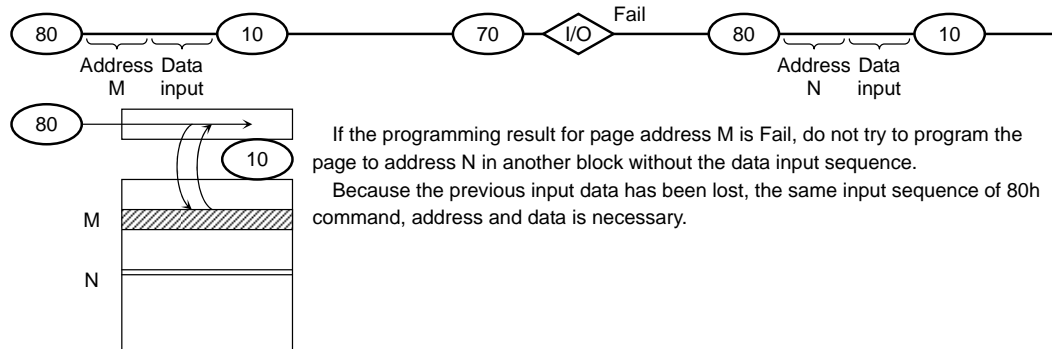 Fail
80 10 70 I/O 80 10
Address Data Address Data
M input N input
80
10
If the programming result for page address M is Fail, do not try to program the
page to address N in another block without the data input sequence.
Because the previous input data has been lost, the same input sequence of 80h
command, address and data is necessary.
M
N